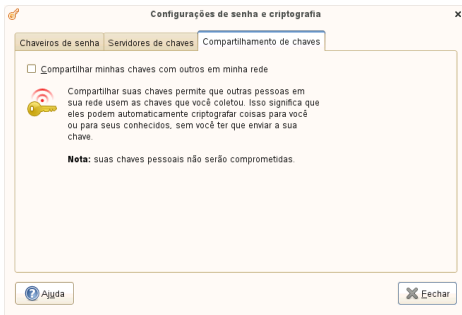 Configurações de senha e criptografia
Chaveiros de senha Servidores de chaves Compartilhamento de chaves
Compartilhar minhas chaves com outros em minha rede
Compartilhar suas chaves permite que outras pessoas em
sua rede usem as chaves que você coletou. Isso significa que
eles podem automaticamente criptografar coisas para você
ou para seus conhecidos, sem você ter que enviar a sua
chave.
Nota: suas chaves pessoais não serão comprometidas.
Ajuda Fechar